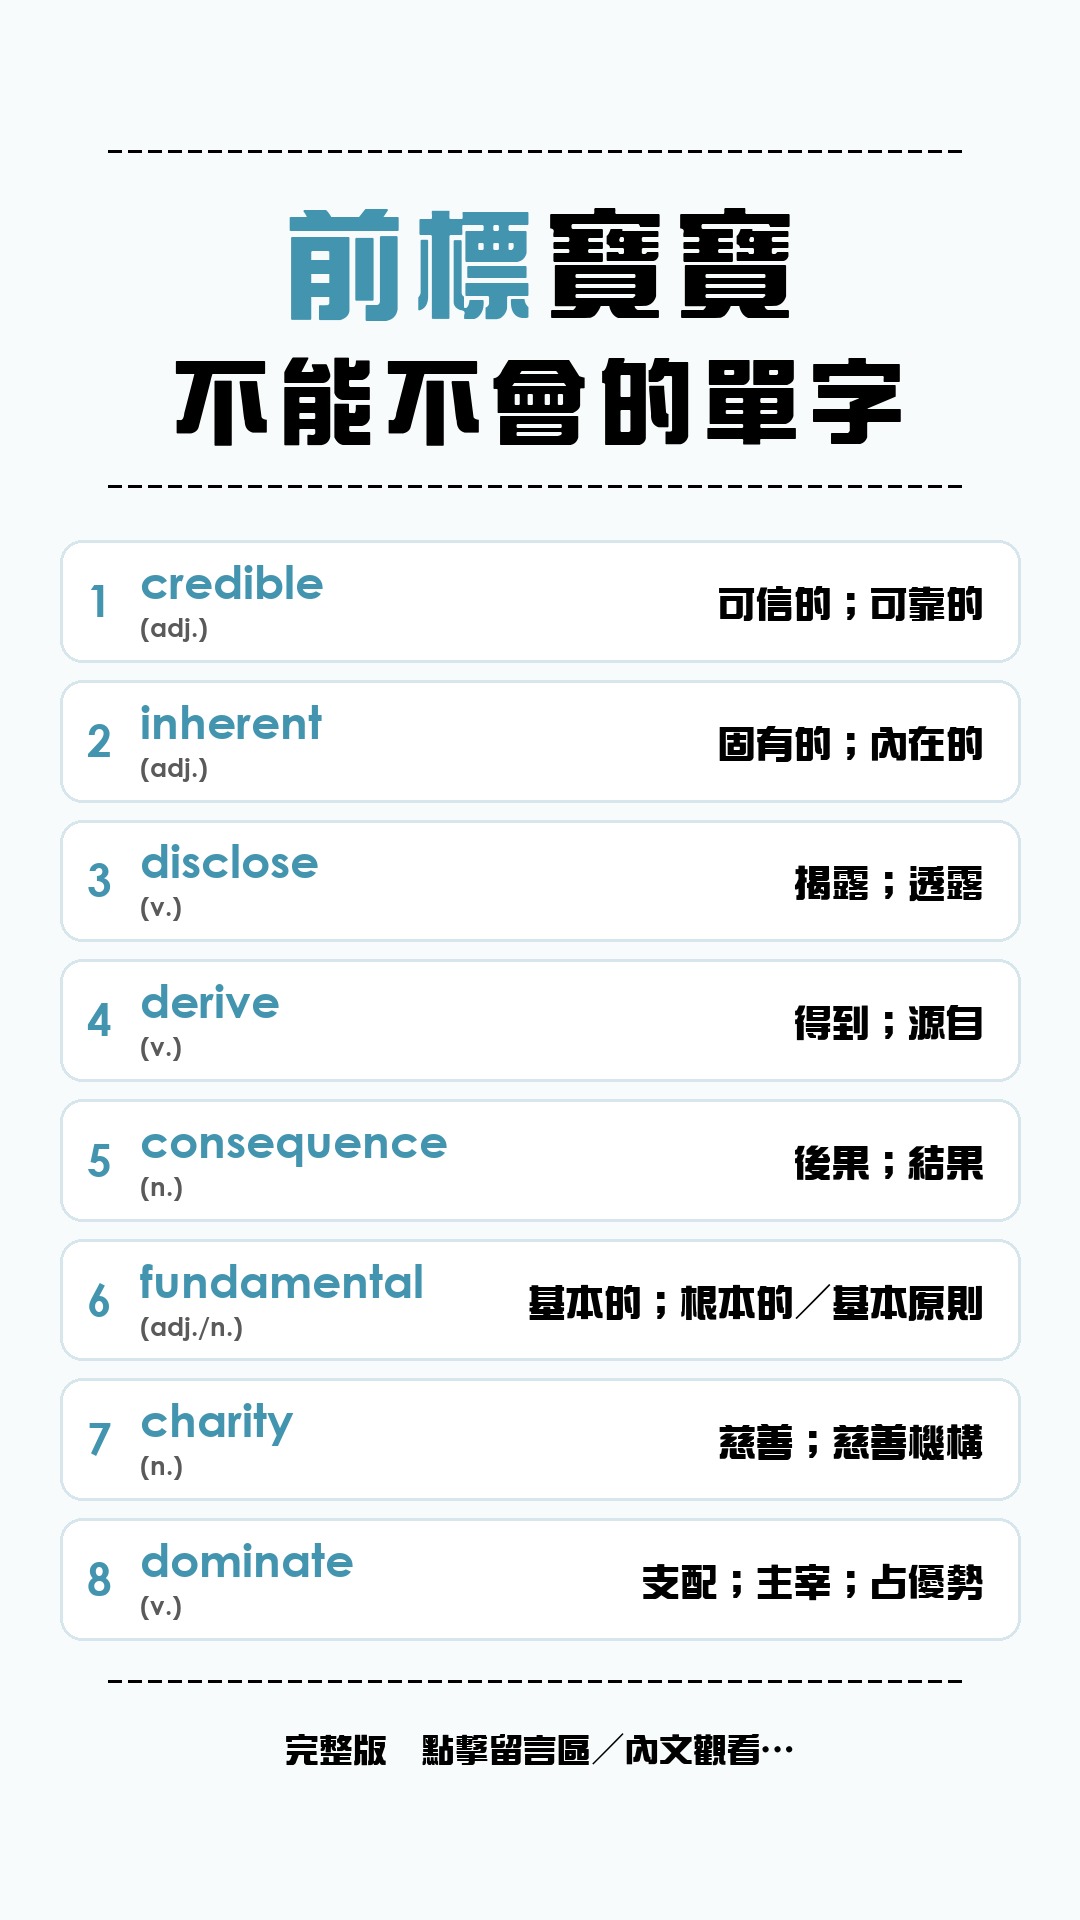 前標寶寶
不能不會的單字
1 credible 可信的；可靠的
(adj.)
2 inherent 固有的；內在的
(adj.)
3 disclose 揭露；透露
(v.)
4 derive 得到；源自
(v.)
5 consequence 後果；結果
(n.)
6 fundamental 基本的；根本的／基本原則
(adj./n.)
7 charity 慈善；慈善機構
(n.)
8 dominate 支配；主宰；占優勢
(v.)
完整版　點擊留言區／內文觀看…